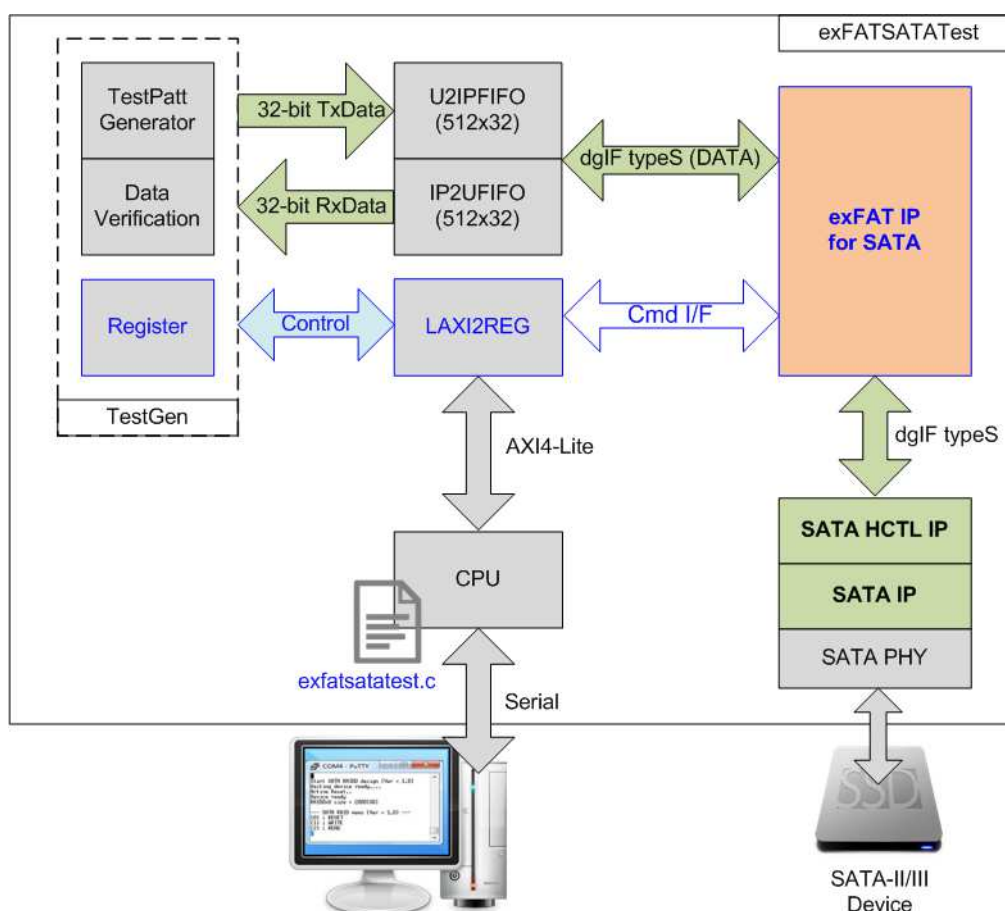 exFATSATATest
TestPatt
Generator
32-bit TxData
U2IPFIFO
(512x32)
dgIF typeS (DATA)
Data
Verification
32-bit RxData
IP2UFIFO
(512x32)
exFAT IP
for SATA
Register
Control
LAXI2REG
Cmd I/F
TestGen
AXI4-Lite
dgIF typeS
CPU
SATA HCTL IP
SATA IP
SATA PHY
exfatsatatest.c
Serial
COM4 - PuTTY
SSD
SATA-II/III
Device